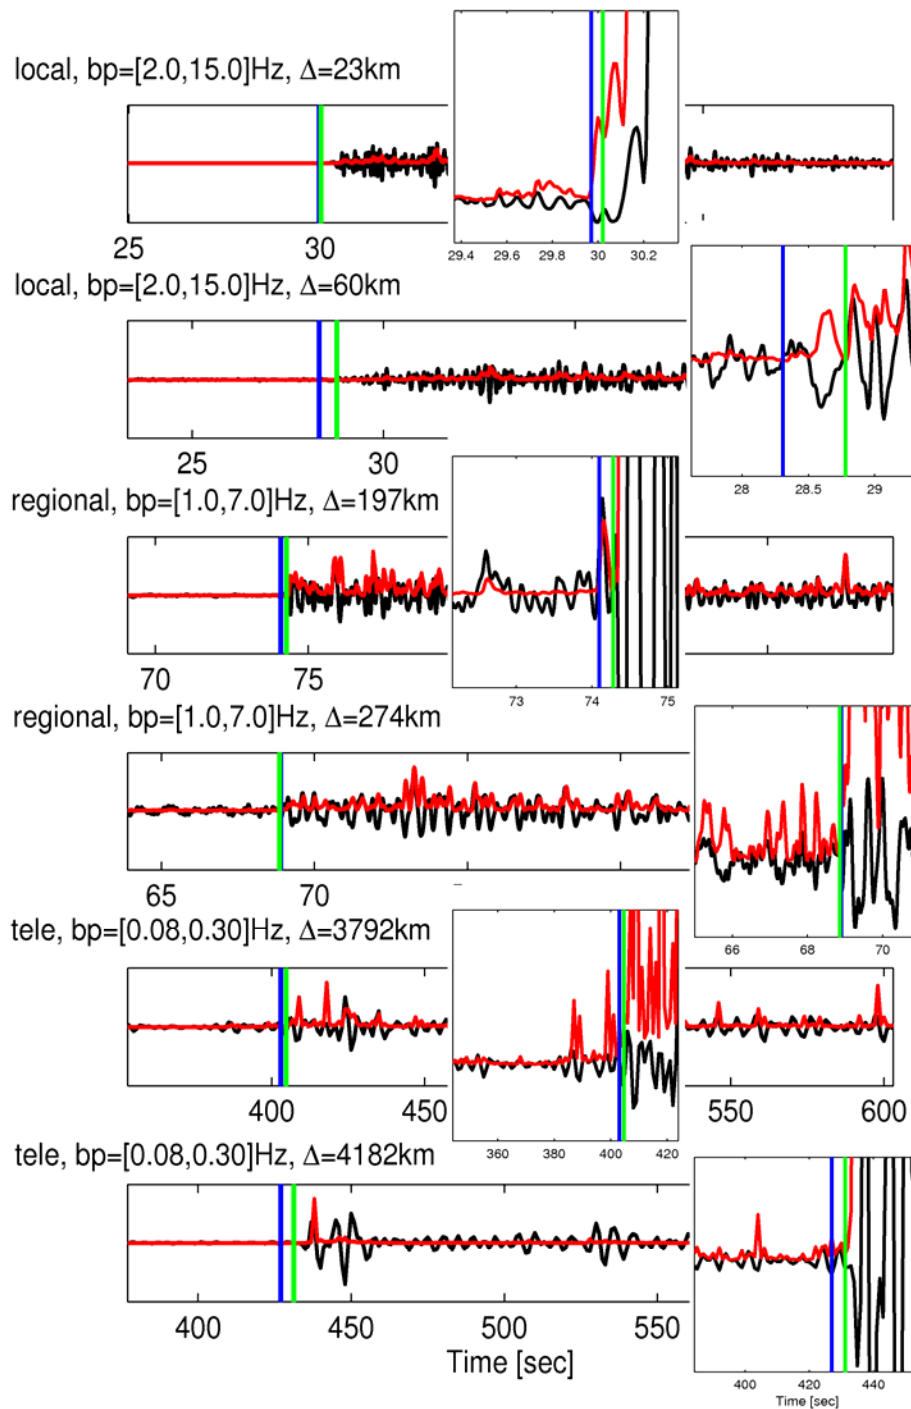 local, bp=[2.0,15.0]Hz, Δ=23km
25 30
29.4 29.6 29.8 30 30.2
local, bp=[2.0,15.0]Hz, Δ=60km
25 30
28 28.5 29
regional, bp=[1.0,7.0]Hz, Δ=197km
70 75
73 74 75
regional, bp=[1.0,7.0]Hz, Δ=274km
65 70
66 68 70
tele, bp=[0.08,0.30]Hz, Δ=3792km
400 450 550 600
360 380 400 420
tele, bp=[0.08,0.30]Hz, Δ=4182km
400 450 500 550
Time [sec]
400 420 440
Time [sec]